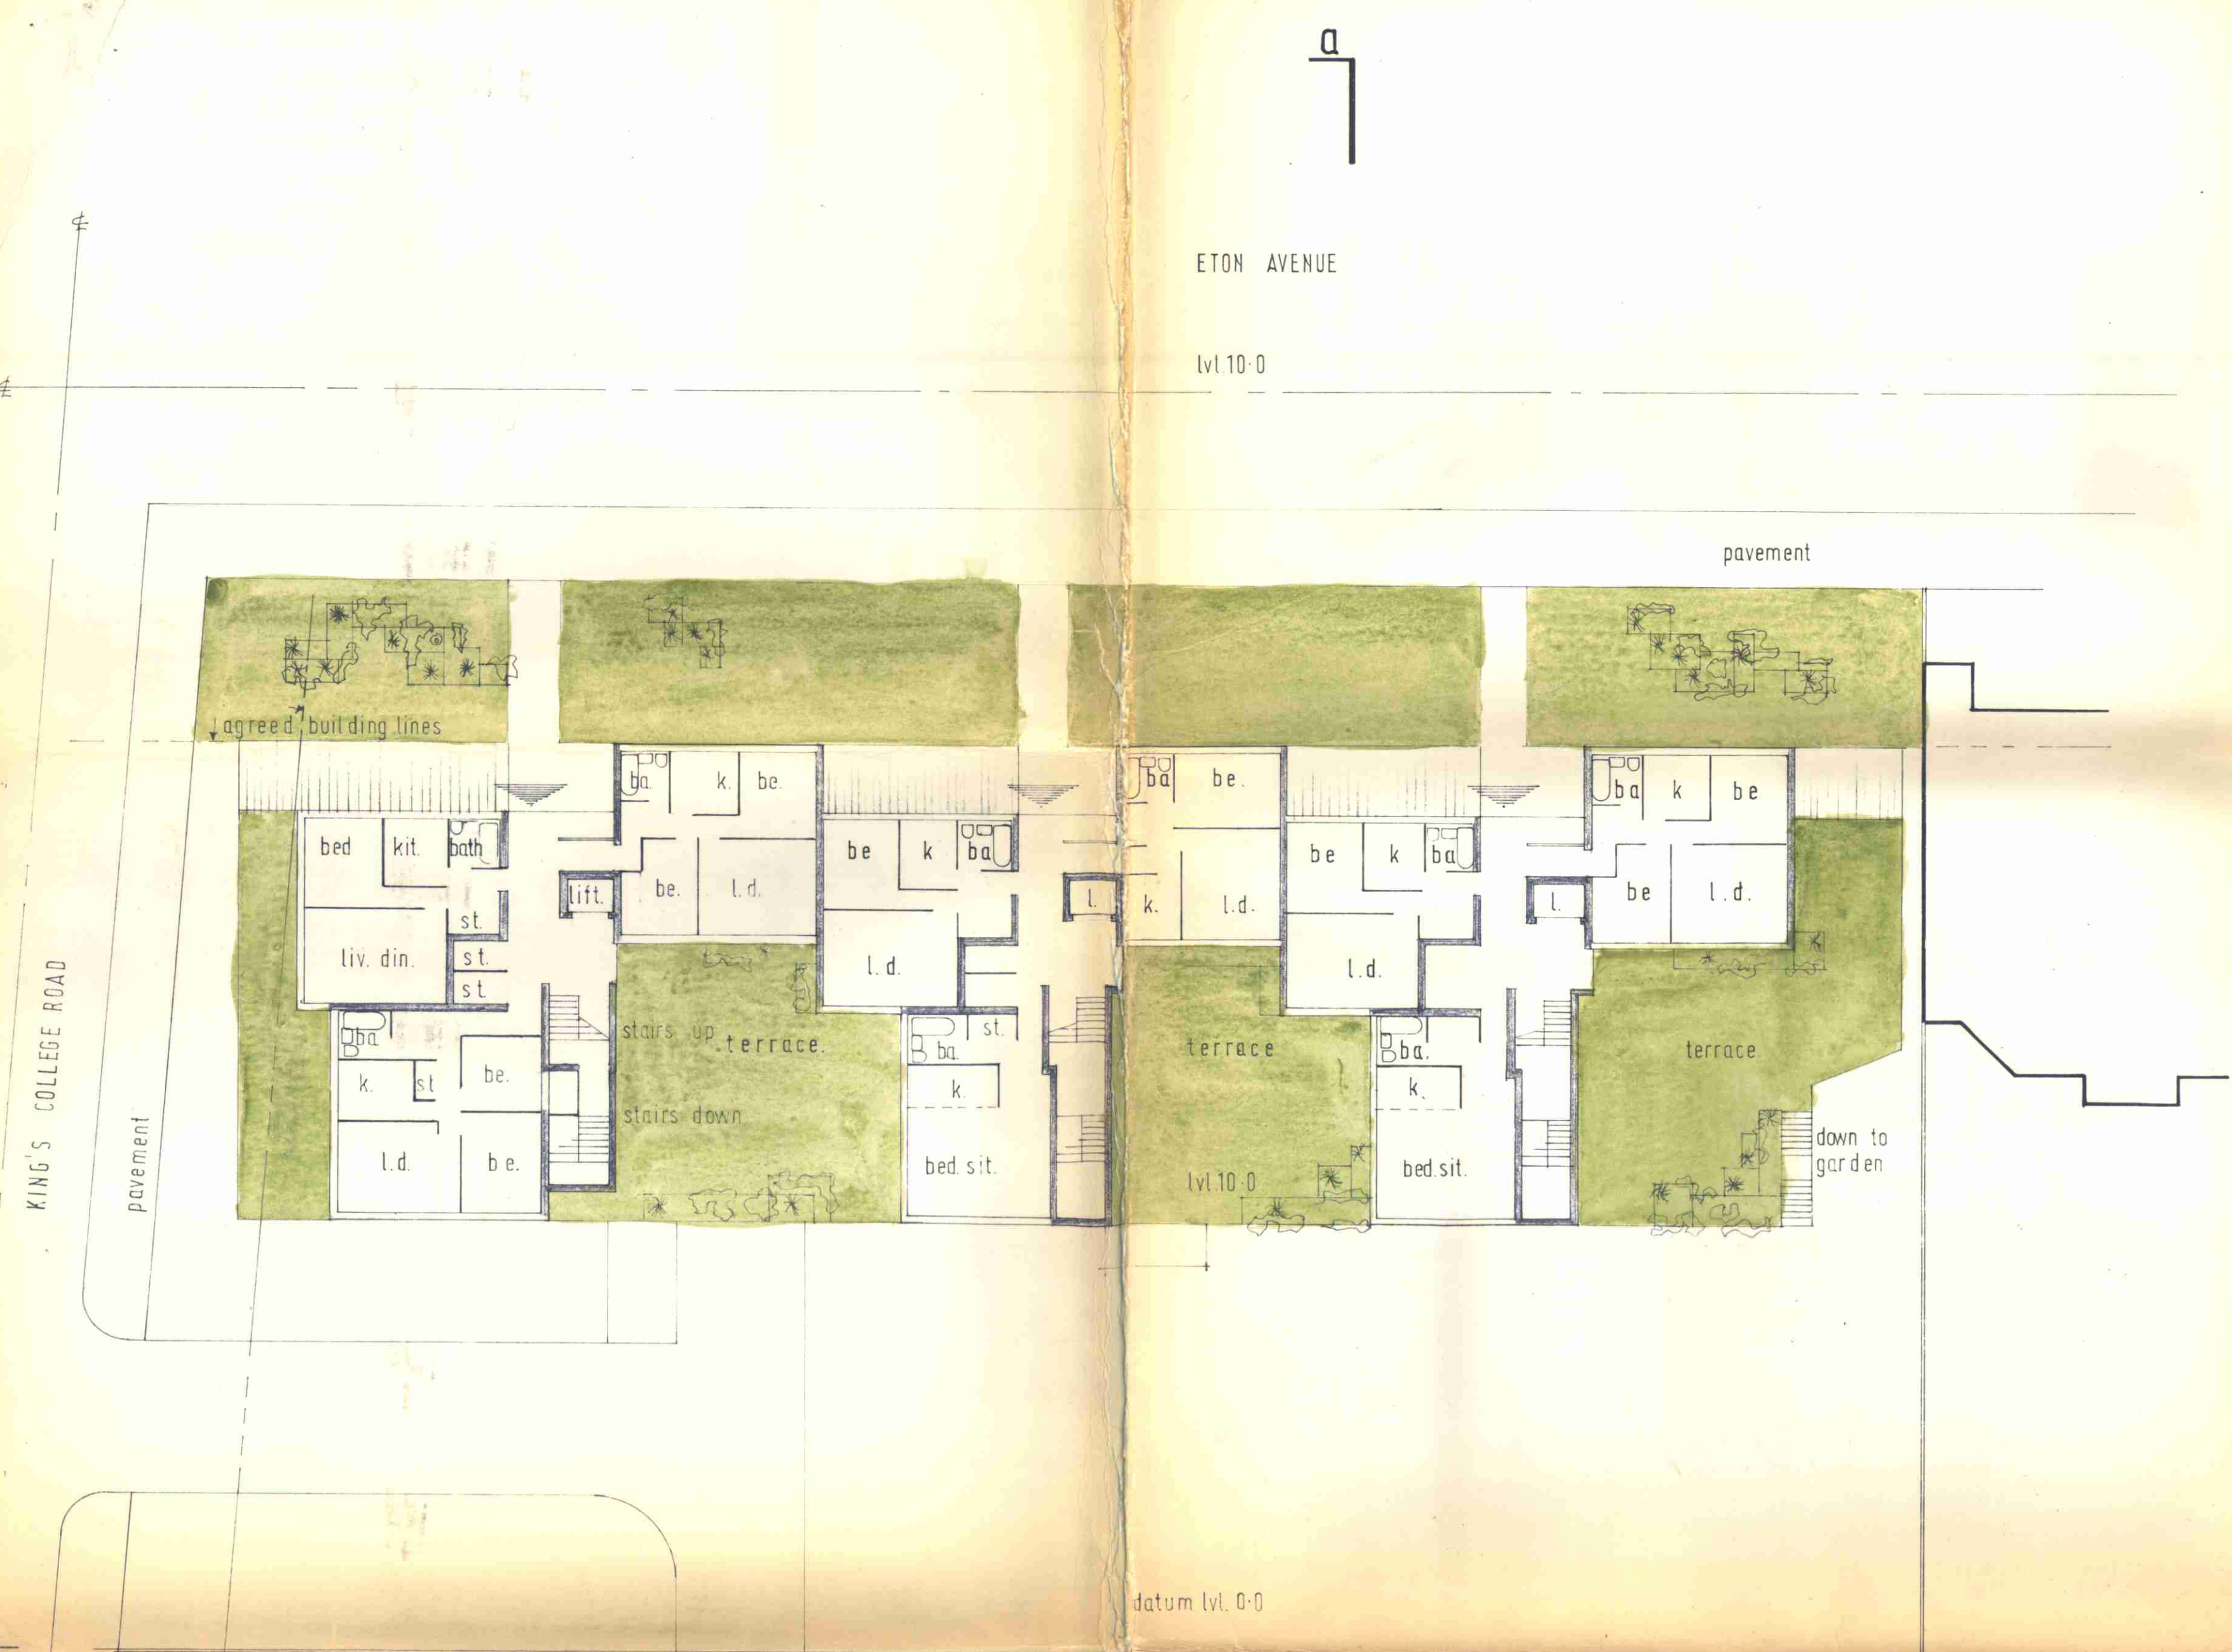 a
ETON AVENUE
lvl.10·0
pavement
agreed building lines
ba.
k.
be.
ba
be.
ba
k
be
bed
kit.
bath
be
k
ba
be
k
ba
lift.
be.
l.d.
l.
k.
l.d.
l.
be
l.d.
st.
liv. din.
st.
st.
l.d.
l.d.
KING'S COLLEGE ROAD
pavement
ba
stairs up
terrace.
ba.
st.
terrace
ba.
terrace
k.
st
be.
k.
k.
stairs down
l.d.
be.
bed.sit.
lvl.10·0
bed.sit.
down to
garden
datum lvl. 0·0